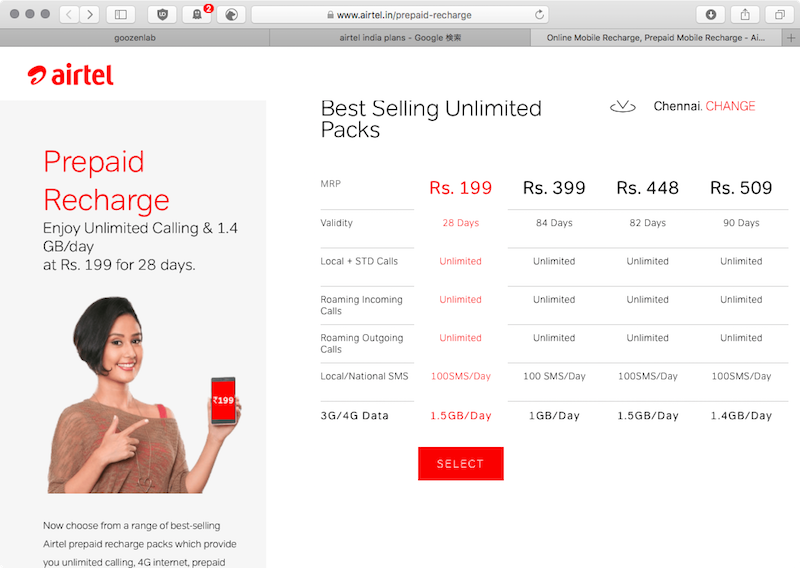 www.airtel.in/prepaid-recharge
2
goozenlab
airtel india plans - Google 検索
Online Mobile Recharge, Prepaid Mobile Recharge - Ai...
airtel
Prepaid
Recharge
Enjoy Unlimited Calling & 1.4
GB/day
at Rs. 199 for 28 days.
₹199
Now choose from a range of best-selling
Airtel prepaid recharge packs which provide
you unlimited calling, 4G internet, prepaid
Best Selling Unlimited
Packs
Chennai. CHANGE
MRP Rs. 199 Rs. 399 Rs. 448 Rs. 509
Validity 28 Days 84 Days 82 Days 90 Days
Local + STD Calls Unlimited Unlimited Unlimited Unlimited
Roaming Incoming
Calls
Unlimited Unlimited Unlimited Unlimited
Roaming Outgoing
Calls
Unlimited Unlimited Unlimited Unlimited
Local/National SMS 100SMS/Day 100 SMS/Day 100SMS/Day 100SMS/Day
3G/4G Data 1.5GB/Day 1GB/Day 1.5GB/Day 1.4GB/Day
SELECT